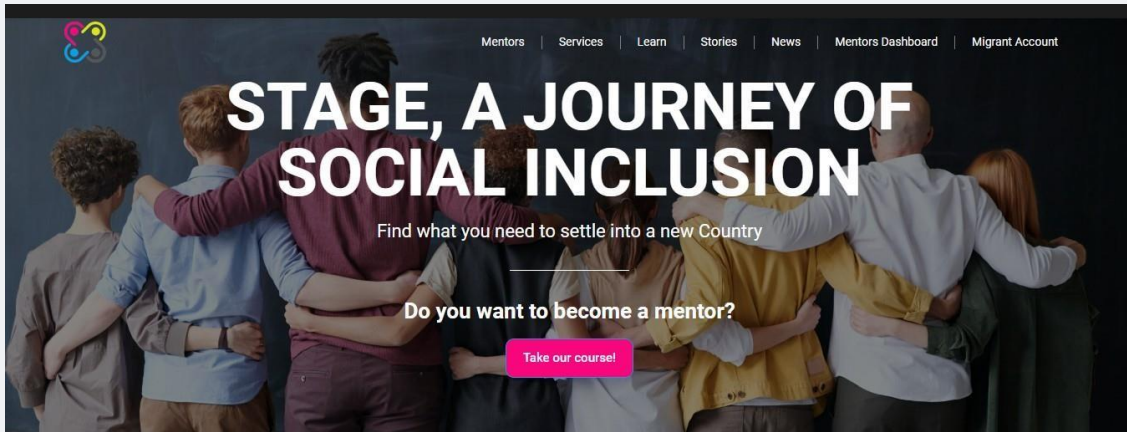 Mentors | Services | Learn | Stories | News | Mentors Dashboard | Migrant Account
STAGE, A JOURNEY OF
SOCIAL INCLUSION
Find what you need to settle into a new Country
Do you want to become a mentor?
Take our course!